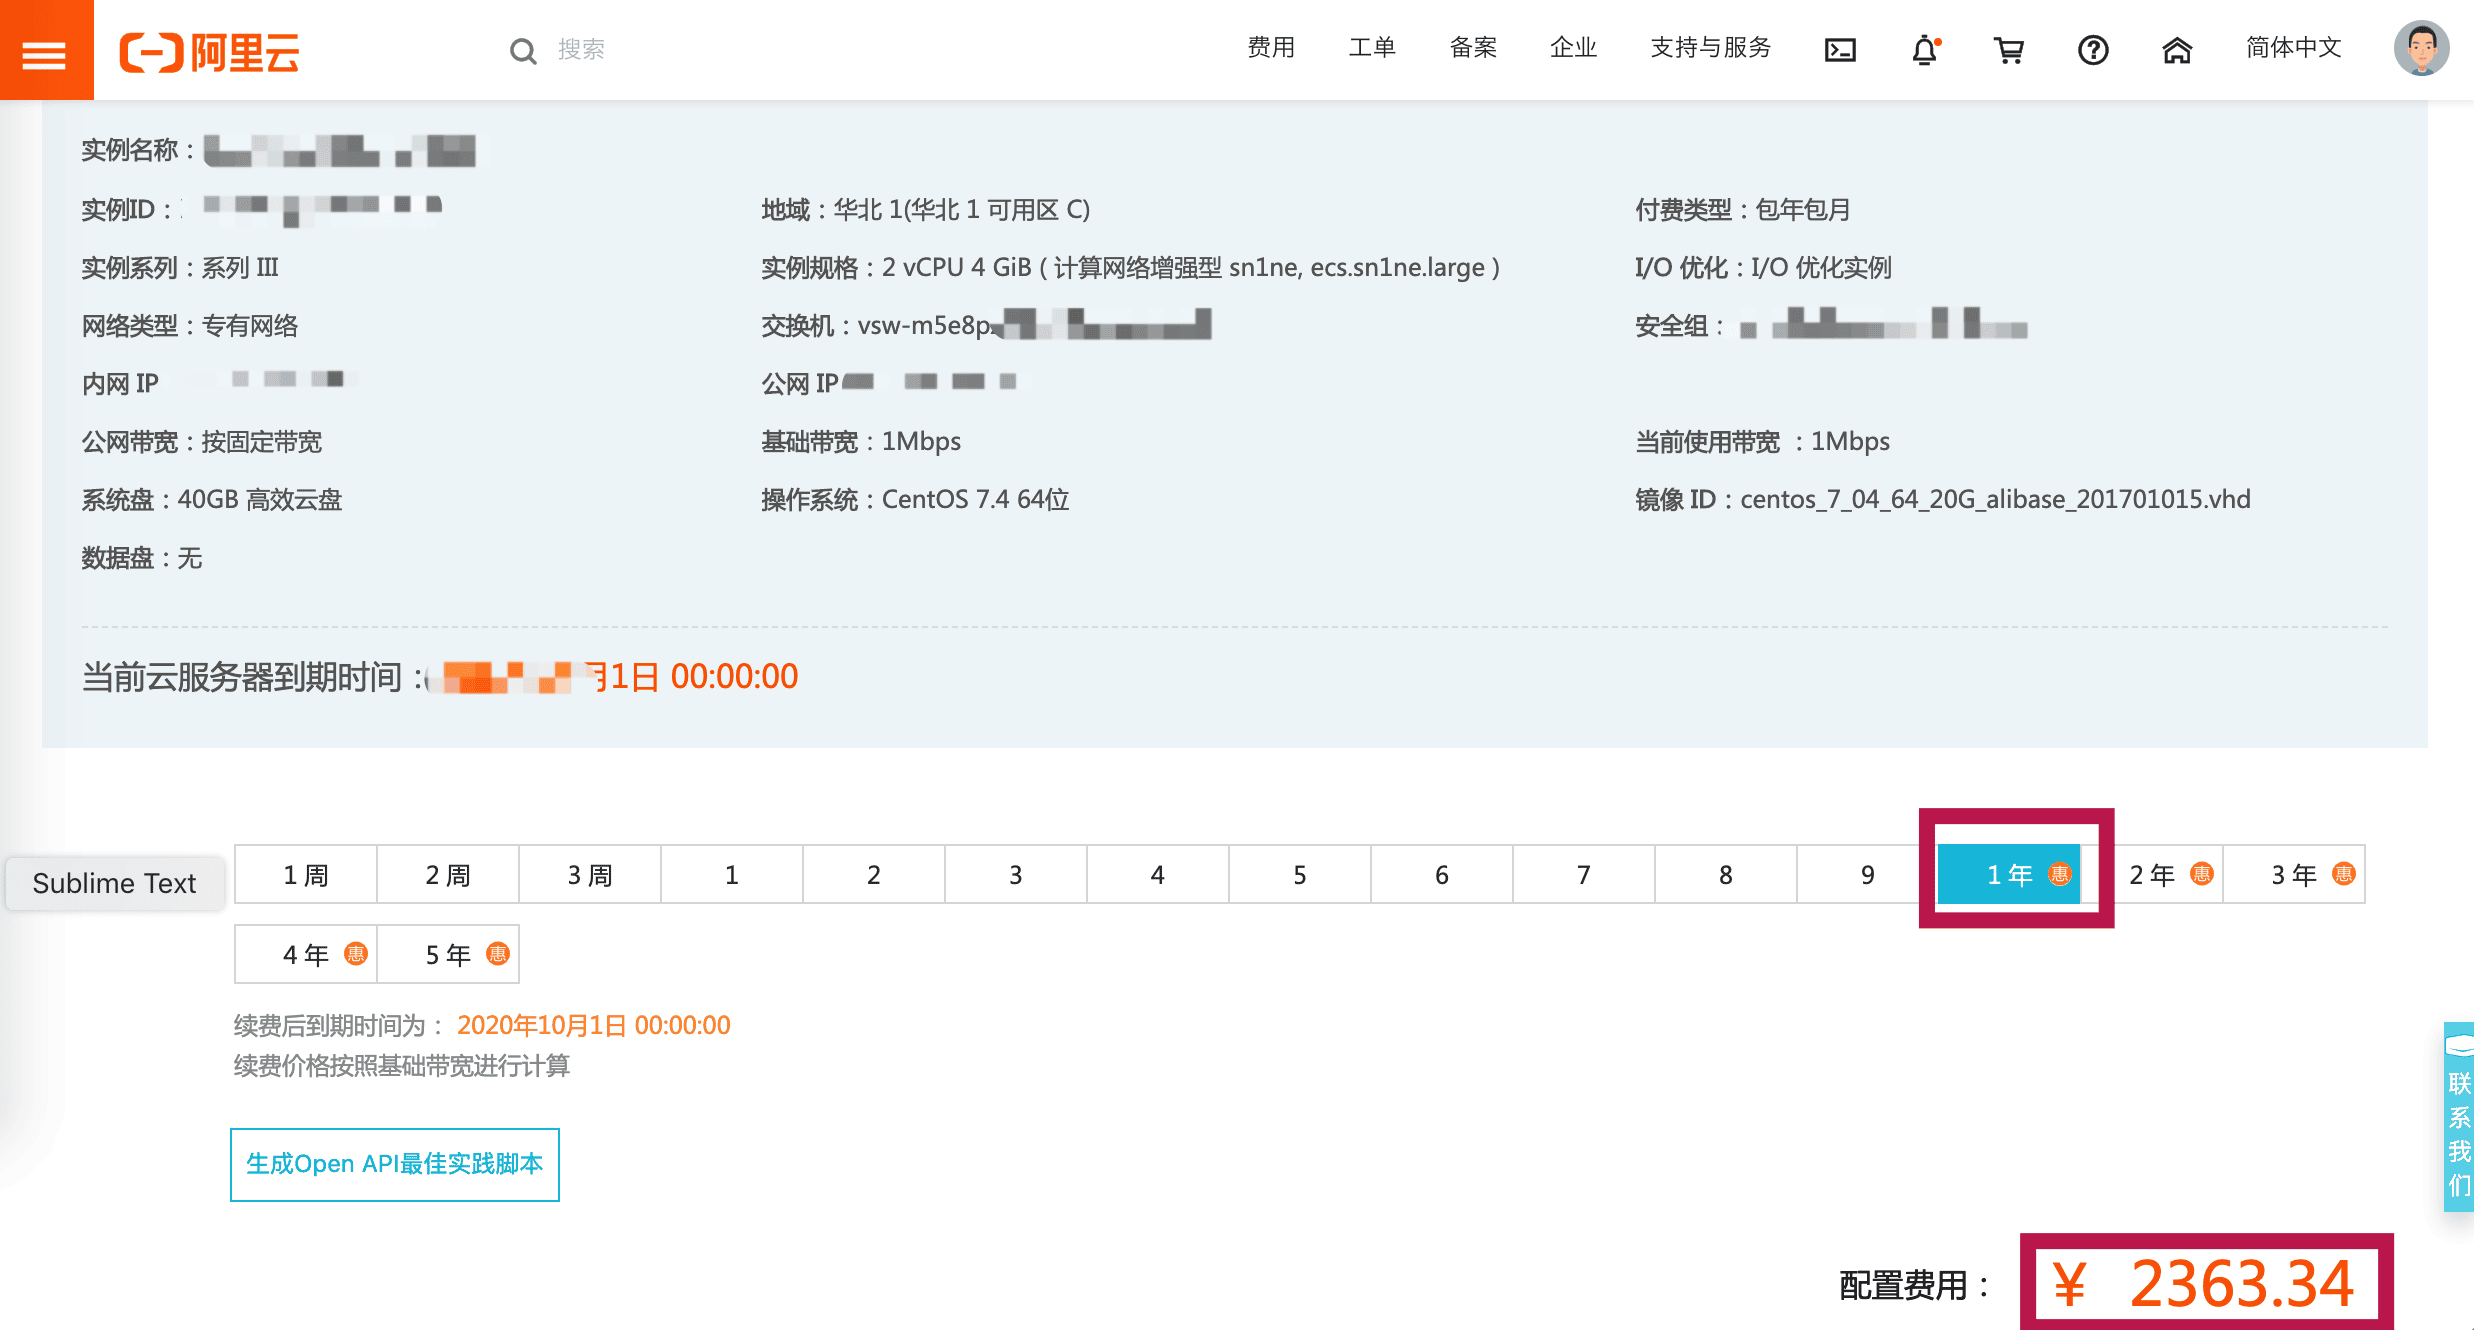 阿里云
搜索
费用 工单 备案 企业 支持与服务 简体中文
实例名称：
实例ID：
地域：华北 1(华北 1 可用区 C)
付费类型：包年包月
实例系列：系列 III
实例规格：2 vCPU 4 GiB ( 计算网络增强型 sn1ne, ecs.sn1ne.large )
I/O 优化：I/O 优化实例
网络类型：专有网络
交换机：vsw-m5e8p
安全组：
内网 IP
公网 IP
公网带宽：按固定带宽
基础带宽：1Mbps
当前使用带宽 ：1Mbps
系统盘：40GB 高效云盘
操作系统：CentOS 7.4 64位
镜像 ID：centos_7_04_64_20G_alibase_201701015.vhd
数据盘：无
当前云服务器到期时间：月1日 00:00:00
Sublime Text
1 周 2 周 3 周 1 2 3 4 5 6 7 8 9 1 年 惠 2 年 惠 3 年 惠
4 年 惠 5 年 惠
续费后到期时间为： 2020年10月1日 00:00:00
续费价格按照基础带宽进行计算
生成Open API最佳实践脚本
联系我们
配置费用： ¥ 2363.34